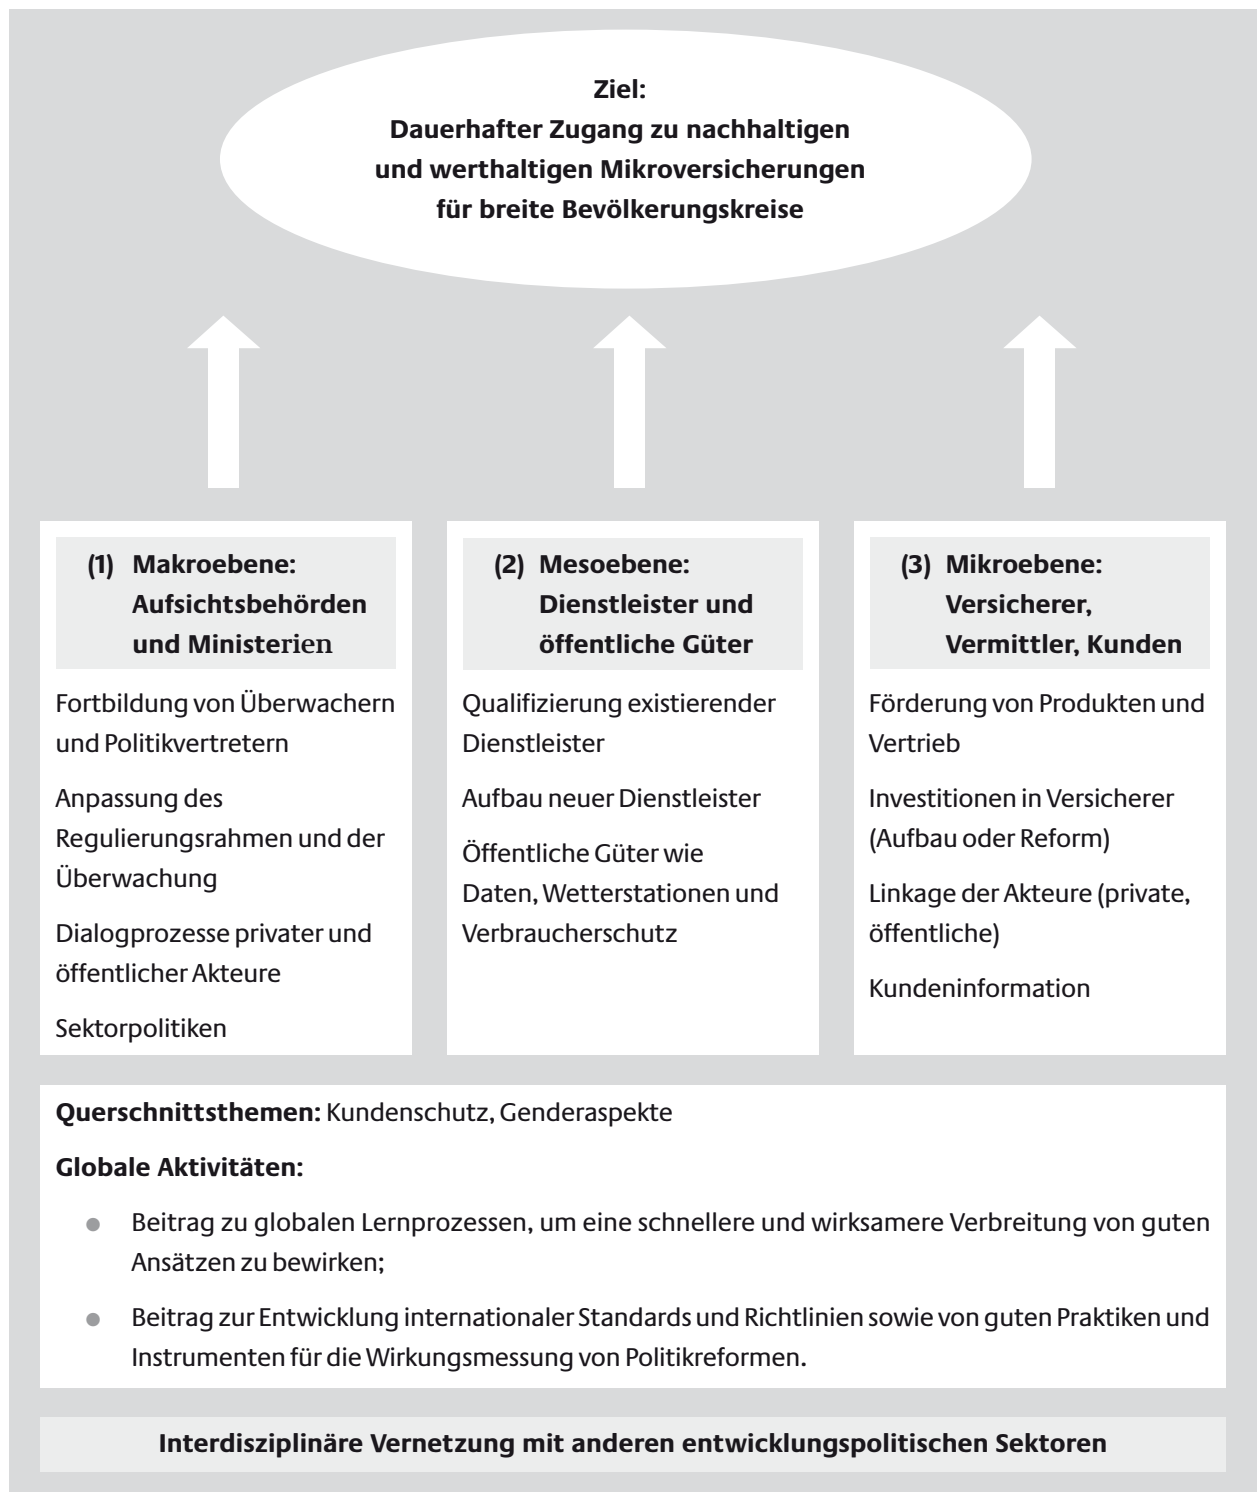 Ziel:
Dauerhafter Zugang zu nachhaltigen
und werthaltigen Mikroversicherungen
für breite Bevölkerungskreise
(1) Makroebene:
Aufsichtsbehörden
und Ministerien
Fortbildung von Überwachern
und Politikvertretern
Anpassung des
Regulierungsrahmen und der
Überwachung
Dialogprozesse privater und
öffentlicher Akteure
Sektorpolitiken
(2) Mesoebene:
Dienstleister und
öffentliche Güter
Qualifizierung existierender
Dienstleister
Aufbau neuer Dienstleister
Öffentliche Güter wie
Daten, Wetterstationen und
Verbraucherschutz
(3) Mikroebene:
Versicherer,
Vermittler, Kunden
Förderung von Produkten und
Vertrieb
Investitionen in Versicherer
(Aufbau oder Reform)
Linkage der Akteure (private,
öffentliche)
Kundeninformation
Querschnittsthemen: Kundenschutz, Genderaspekte
Globale Aktivitäten:
● Beitrag zu globalen Lernprozessen, um eine schnellere und wirksamere Verbreitung von guten
Ansätzen zu bewirken;
● Beitrag zur Entwicklung internationaler Standards und Richtlinien sowie von guten Praktiken und
Instrumenten für die Wirkungsmessung von Politikreformen.
Interdisziplinäre Vernetzung mit anderen entwicklungspolitischen Sektoren